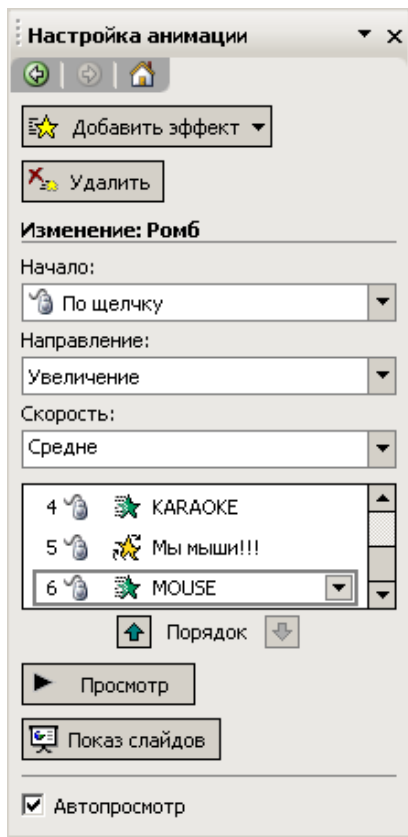 Настройка анимации
Добавить эффект
Удалить
Изменение: Ромб
Начало:
По щелчку
Направление:
Увеличение
Скорость:
Средне
4 KARAOKE
5 Мы мыши!!!
6 MOUSE
Порядок
Просмотр
Показ слайдов
Автопросмотр